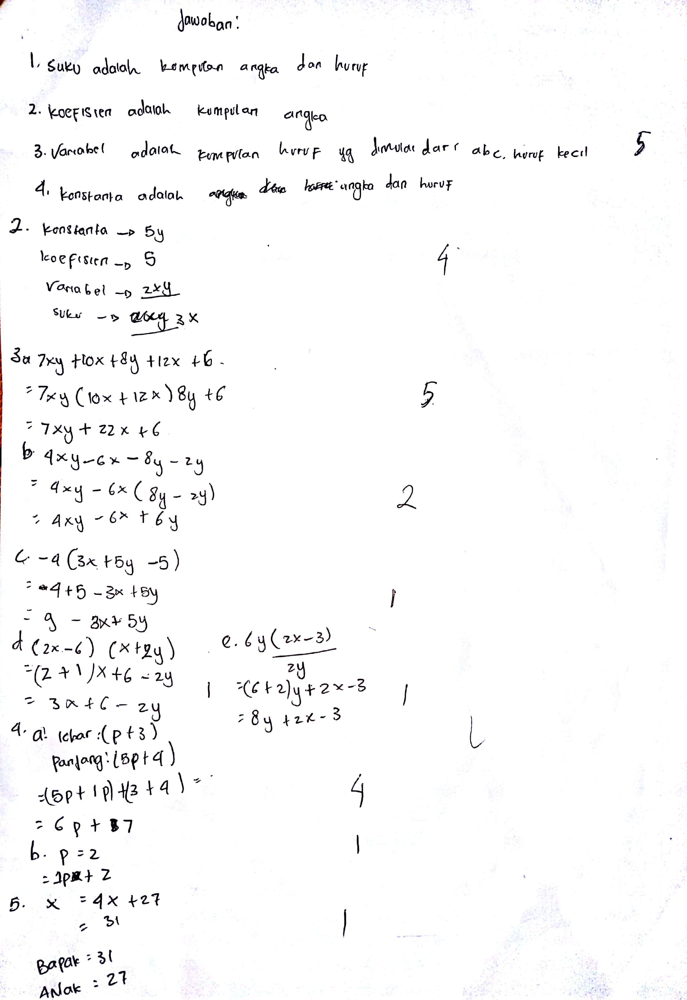 Jawaban:
1. Suku adalah kompulan angka dan huruf
2. koefisien adalah kumpulan angka
3. Variabel adalah kumpulan huruf yg dimulai dari abc. huruf kecil 5
4. konstanta adalah angka dan huruf
2. konstanta → 5y
koefisien → 5
4
Variabel → 2xy
suku → 3x
3a 7xy +10x +8y +12x +6.
= 7xy (10x + 12x) 8y +6
5
= 7xy + 22x + 6
b. 4xy - 6x - 8y - 2y
= 4xy - 6x (8y - 2y)
2
= 4xy - 6x + 6y
c. -4 (3x + 5y - 5)
= 4 + 5 - 3x + 5y
1
= 9 - 3x + 5y
d (2x - 6) (x + 2y)
= (2 + 1)x + 6 - 2y
1
= 3x + 6 - 2y
e. 6y (2x - 3)
2y
= (6 + 2)y + 2x - 3
1
= 8y + 2x - 3
4. a. lebar : (p + 3)
Panjang : (5p + 4)
= (5p + 1p) + (3 + 4) =
4
= 6p + 7
b. p = 2
1
= 1p + 2
5. x = 4x + 27
= 31
1
Bapak = 31
ANak = 27